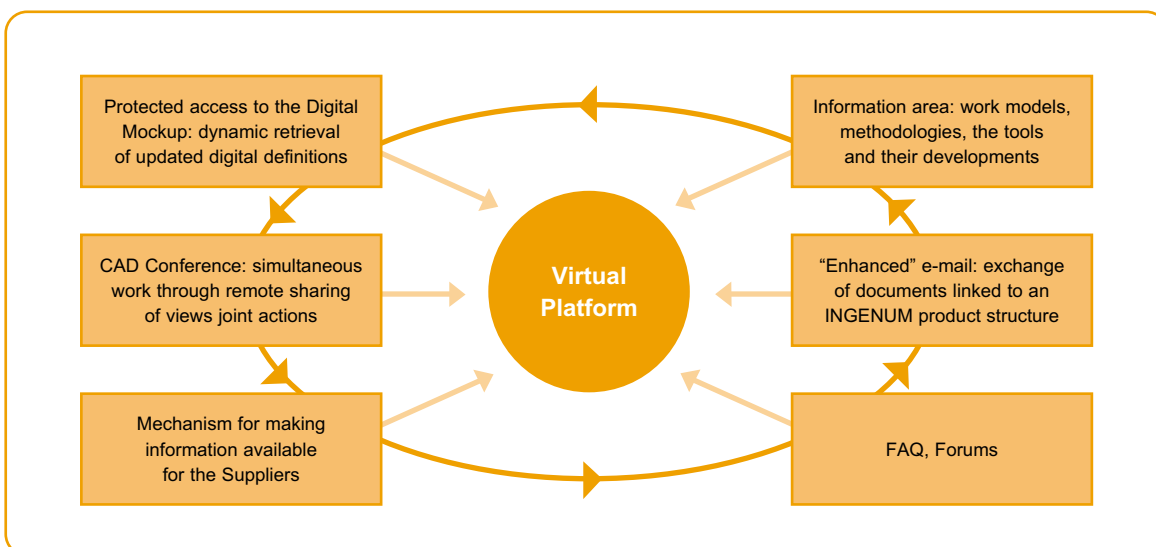 Protected access to the Digital
Mockup: dynamic retrieval
of updated digital definitions
Information area: work models,
methodologies, the tools
and their developments
CAD Conference: simultaneous
work through remote sharing
of views joint actions
Virtual
Platform
“Enhanced” e-mail: exchange
of documents linked to an
INGENUM product structure
Mechanism for making
information available
for the Suppliers
FAQ, Forums